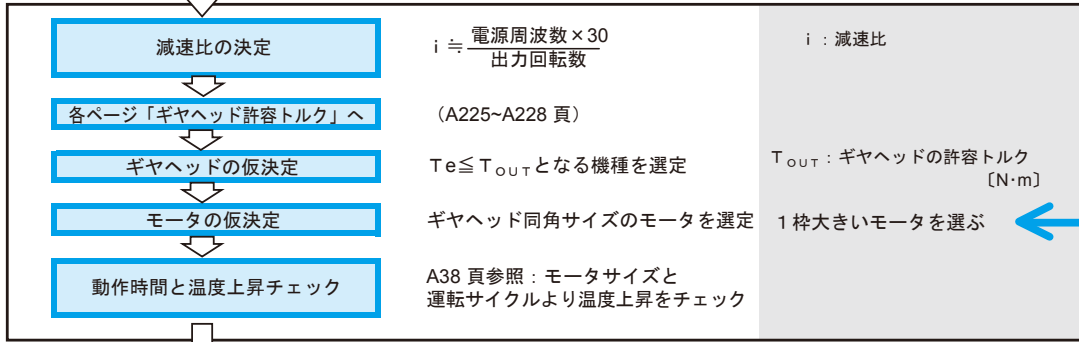 減速比の決定
i ≒ 電源周波数×30
出力回転数
i：減速比
各ページ「ギヤヘッド許容トルク」へ
（A225~A228 頁）
ギヤヘッドの仮決定
Te≦TOUTとなる機種を選定
TOUT：ギヤヘッドの許容トルク
〔N·m〕
モータの仮決定
ギヤヘッド同角サイズのモータを選定
１枠大きいモータを選ぶ
動作時間と温度上昇チェック
A38 頁参照：モータサイズと
運転サイクルより温度上昇をチェック